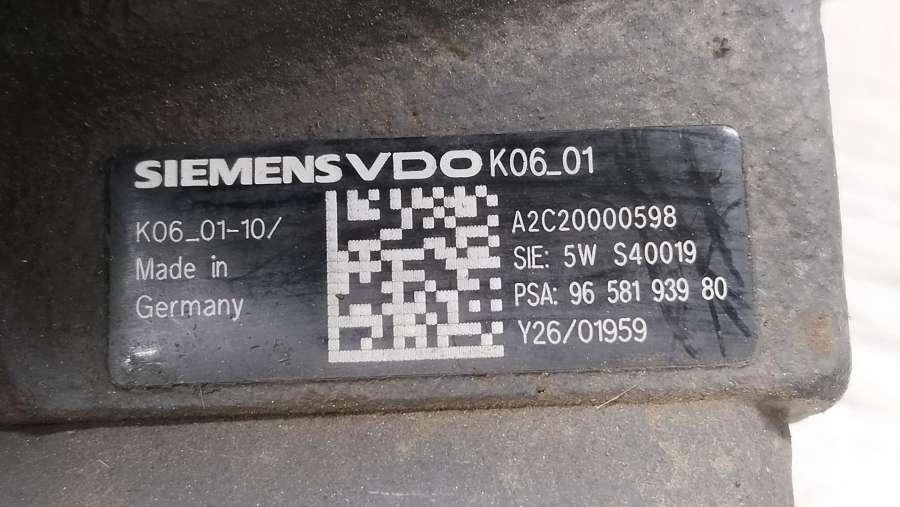 SIEMENS VDO K06_01
K06_01-10/
Made in
Germany
A2C20000598
SIE: 5W S40019
PSA: 96 581 939 80
Y26/01959